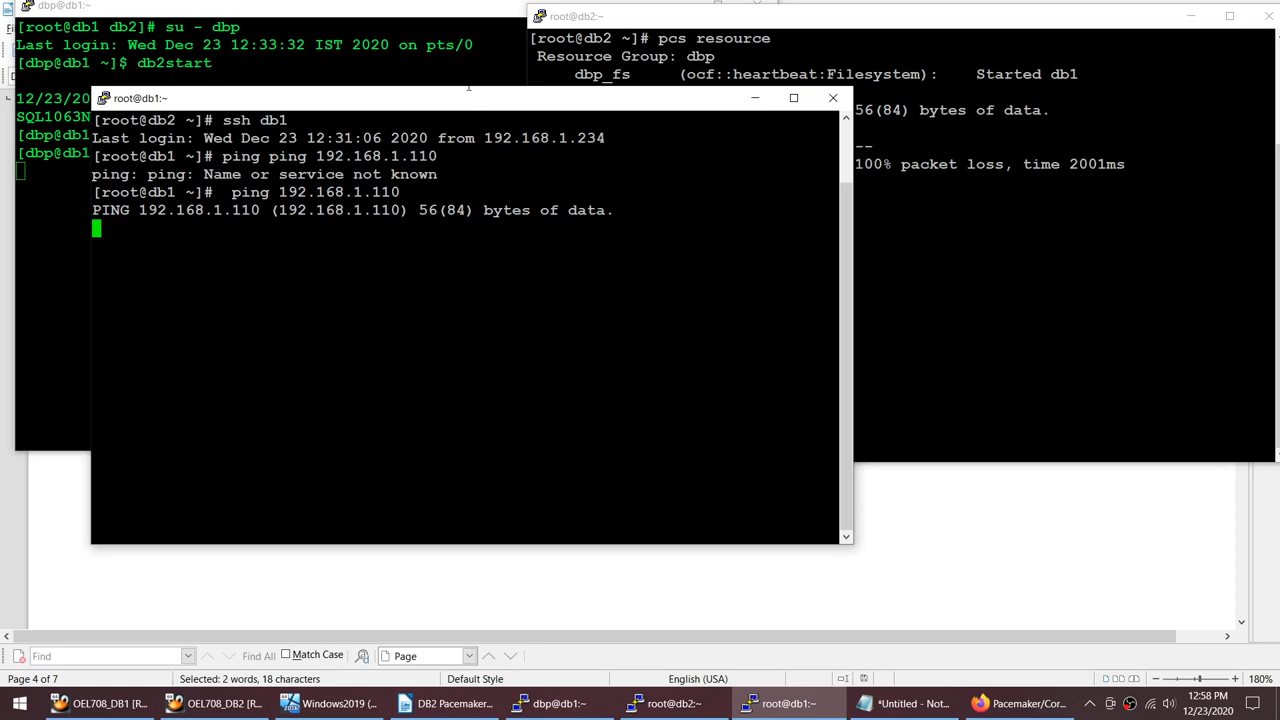 dbp@db1:~
[root@db1 db2]# su - dbp
Last login: Wed Dec 23 12:33:32 IST 2020 on pts/0
[dbp@db1 ~]$ db2start
12/23/20
SQL1063N
[dbp@db1
[dbp@db1
root@db2:~
[root@db2 ~]# pcs resource
Resource Group: dbp
dbp_fs (ocf::heartbeat:Filesystem): Started db1
56(84) bytes of data.
--
100% packet loss, time 2001ms
root@db1:~
[root@db2 ~]# ssh db1
Last login: Wed Dec 23 12:31:06 2020 from 192.168.1.234
[root@db1 ~]# ping ping 192.168.1.110
ping: ping: Name or service not known
[root@db1 ~]#  ping 192.168.1.110
PING 192.168.1.110 (192.168.1.110) 56(84) bytes of data.
Find Find All Match Case Page
Page 4 of 7 Selected: 2 words, 18 characters Default Style English (USA) 180%
OEL708_DB1 [R... OEL708_DB2 [R... Windows2019 (... DB2 Pacemaker... dbp@db1:~ root@db2:~ root@db1:~ *Untitled - Not... Pacemaker/Cor... 12:58 PM
12/23/2020